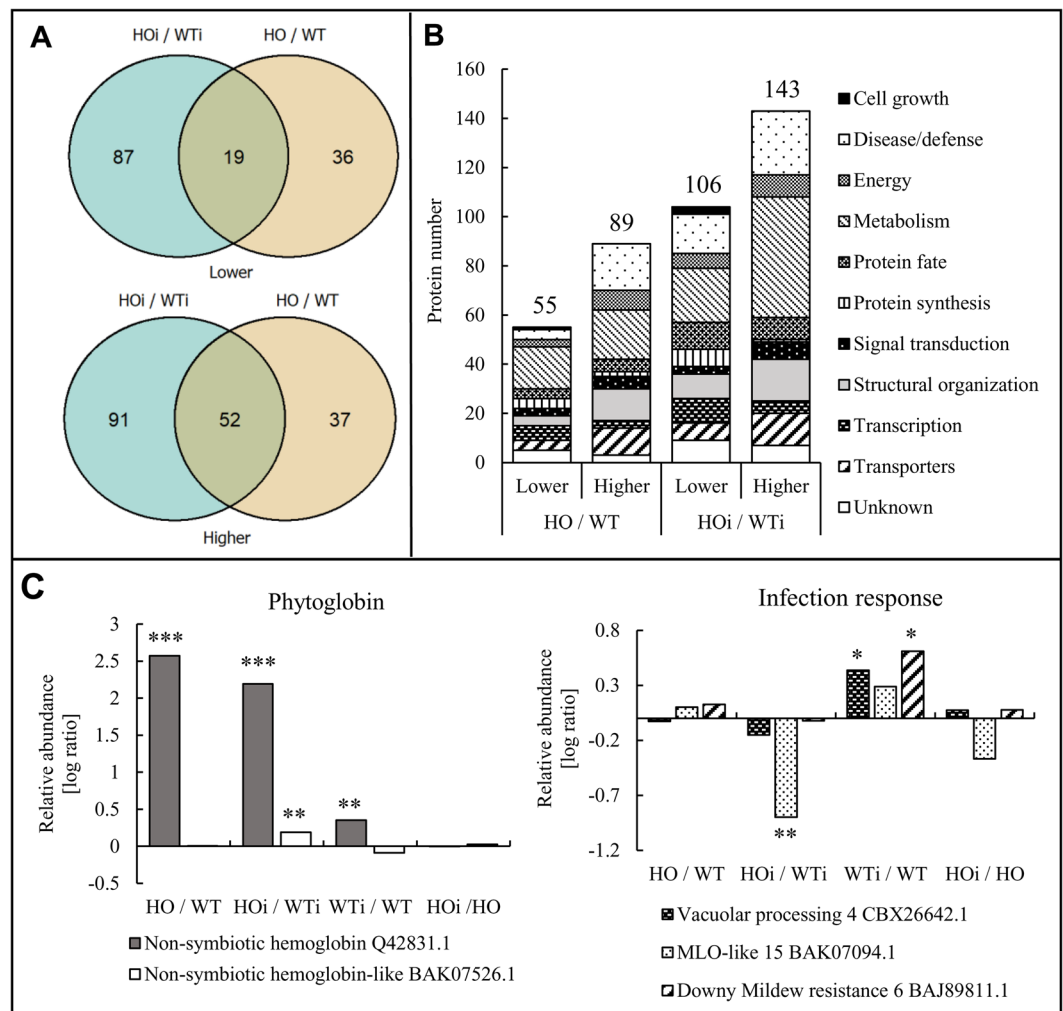 A
HOi / WTi
HO / WT
87
19
36
Lower
HOi / WTi
HO / WT
91
52
37
Higher
B
Protein number
160
140
120
100
80
60
40
20
0
55
89
106
143
Lower
Higher
Lower
Higher
HO / WT
HOi / WTi
Cell growth
Disease/defense
Energy
Metabolism
Protein fate
Protein synthesis
Signal transduction
Structural organization
Transcription
Transporters
Unknown
C
Phytoglobin
Relative abundance
[log ratio]
3
2.5
2
1.5
1
0.5
0
-0.5
***
***
**
**
HO / WT
HOi / WTi
WTi / WT
HOi /HO
Non-symbiotic hemoglobin Q42831.1
Non-symbiotic hemoglobin-like BAK07526.1
Infection response
Relative abundance
[log ratio]
0.8
0.3
-0.2
-0.7
-1.2
**
*
*
HO / WT
HOi / WTi
WTi / WT
HOi / HO
Vacuolar processing 4 CBX26642.1
MLO-like 15 BAK07094.1
Downy Mildew resistance 6 BAJ89811.1